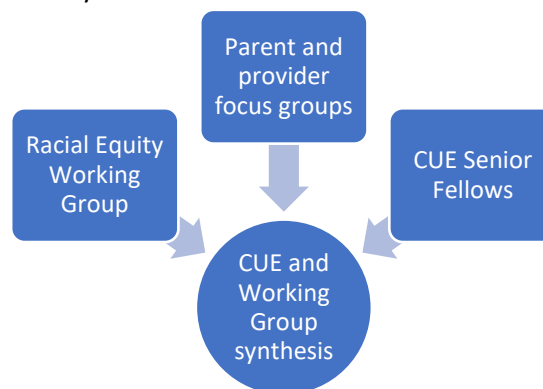 Parent and
provider
focus groups
Racial Equity
Working
Group
CUE Senior
Fellows
CUE and
Working
Group
synthesis